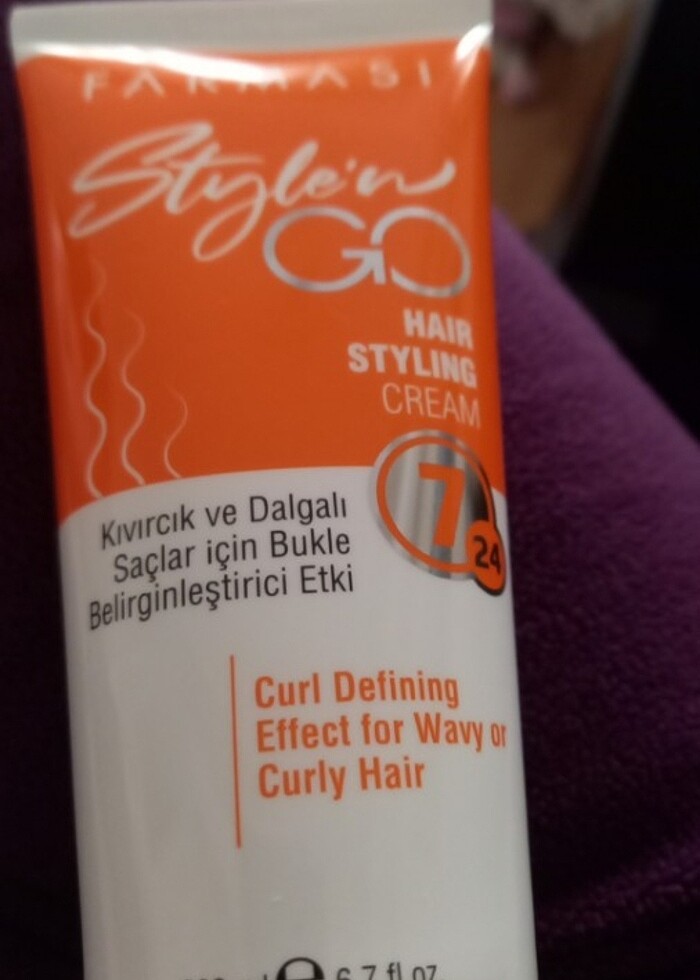 FARMASI
Style'n
GO
HAIR
STYLING
CREAM
7
24
Kıvırcık ve Dalgalı
Saçlar için Bukle
Belirginleştirici Etki
Curl Defining
Effect for Wavy or
Curly Hair
6.7 fl oz